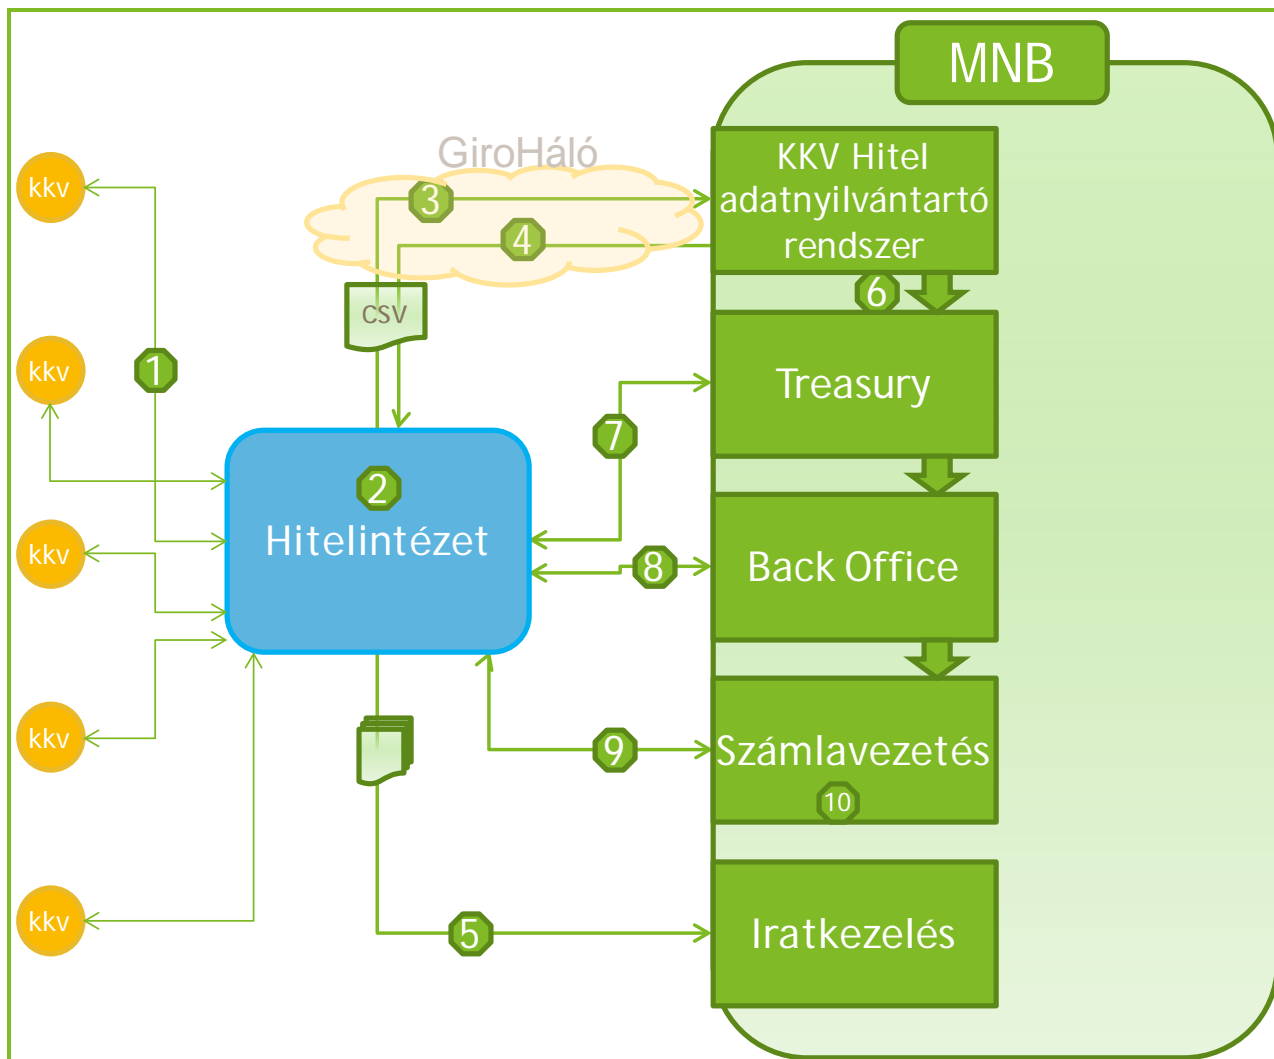 MNB
GiroHáló
KKV Hitel
adatnyilvántartó
rendszer
kkv
3
4
6
CSV
kkv
1
Treasury
7
2
Hitelintézet
kkv
8
Back Office
kkv
9
Számlavezetés
10
kkv
5
Iratkezelés